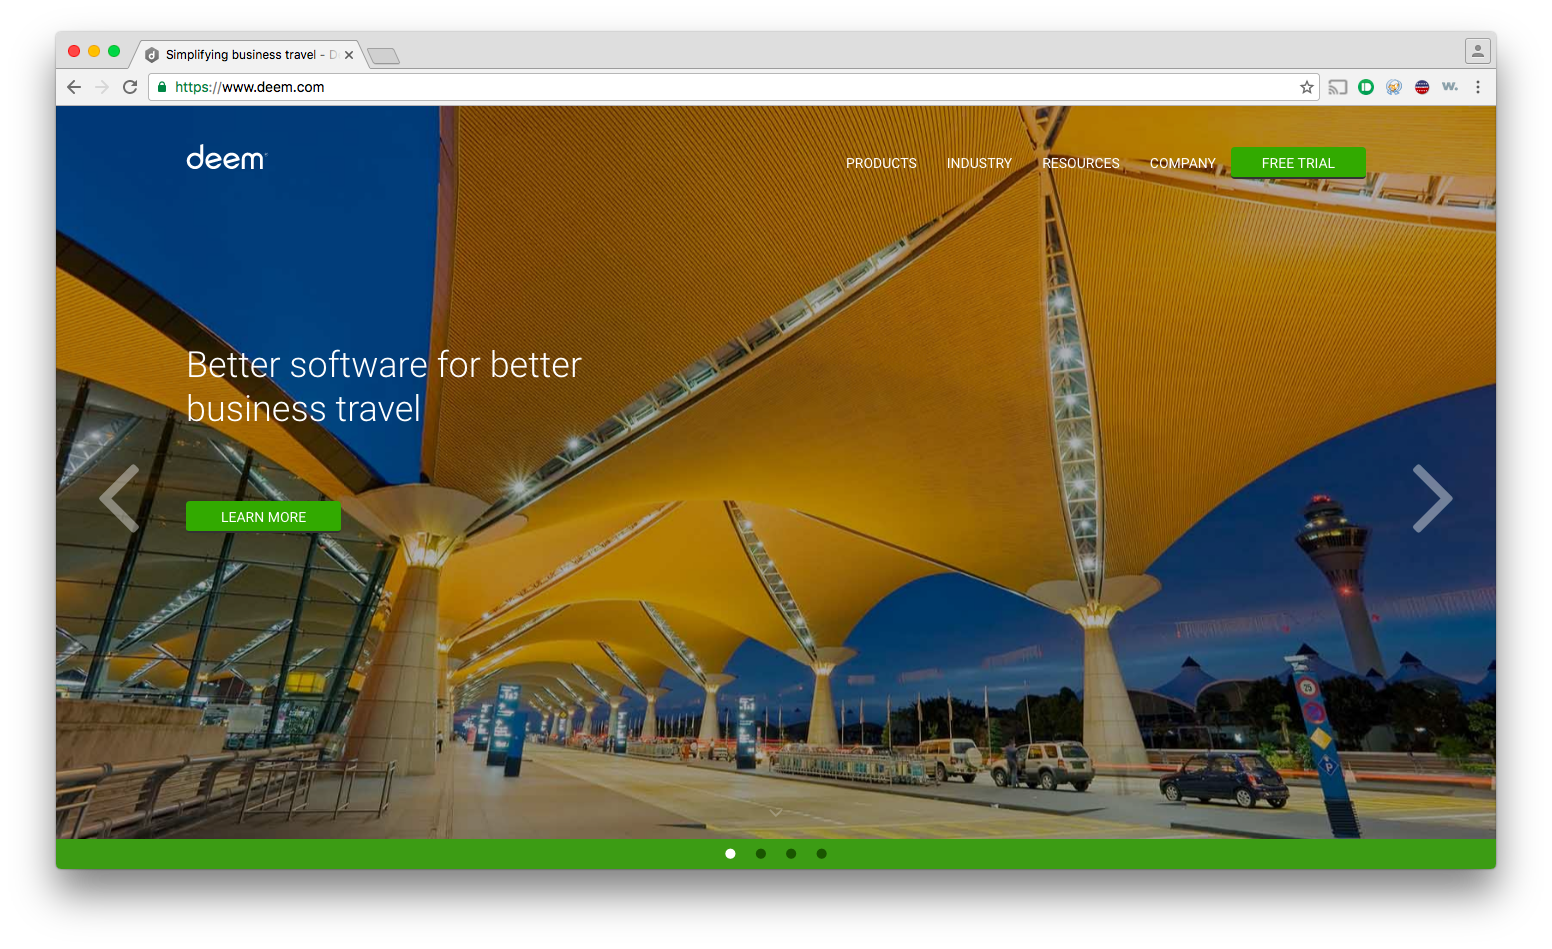 Simplifying business travel - D
https://www.deem.com
w.
deem
PRODUCTS INDUSTRY RESOURCES COMPANY FREE TRIAL
Better software for better
business travel
LEARN MORE
25
P